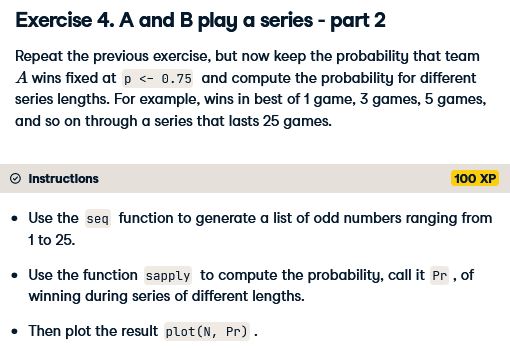 Exercise 4. A and B play a series - part 2
Repeat the previous exercise, but now keep the probability that team
A wins fixed at p <- 0.75 and compute the probability for different
series lengths. For example, wins in best of 1 game, 3 games, 5 games,
and so on through a series that lasts 25 games.
Instructions 100 XP
• Use the seq function to generate a list of odd numbers ranging from
1 to 25.
• Use the function sapply to compute the probability, call it Pr , of
winning during series of different lengths.
• Then plot the result plot(N, Pr) .